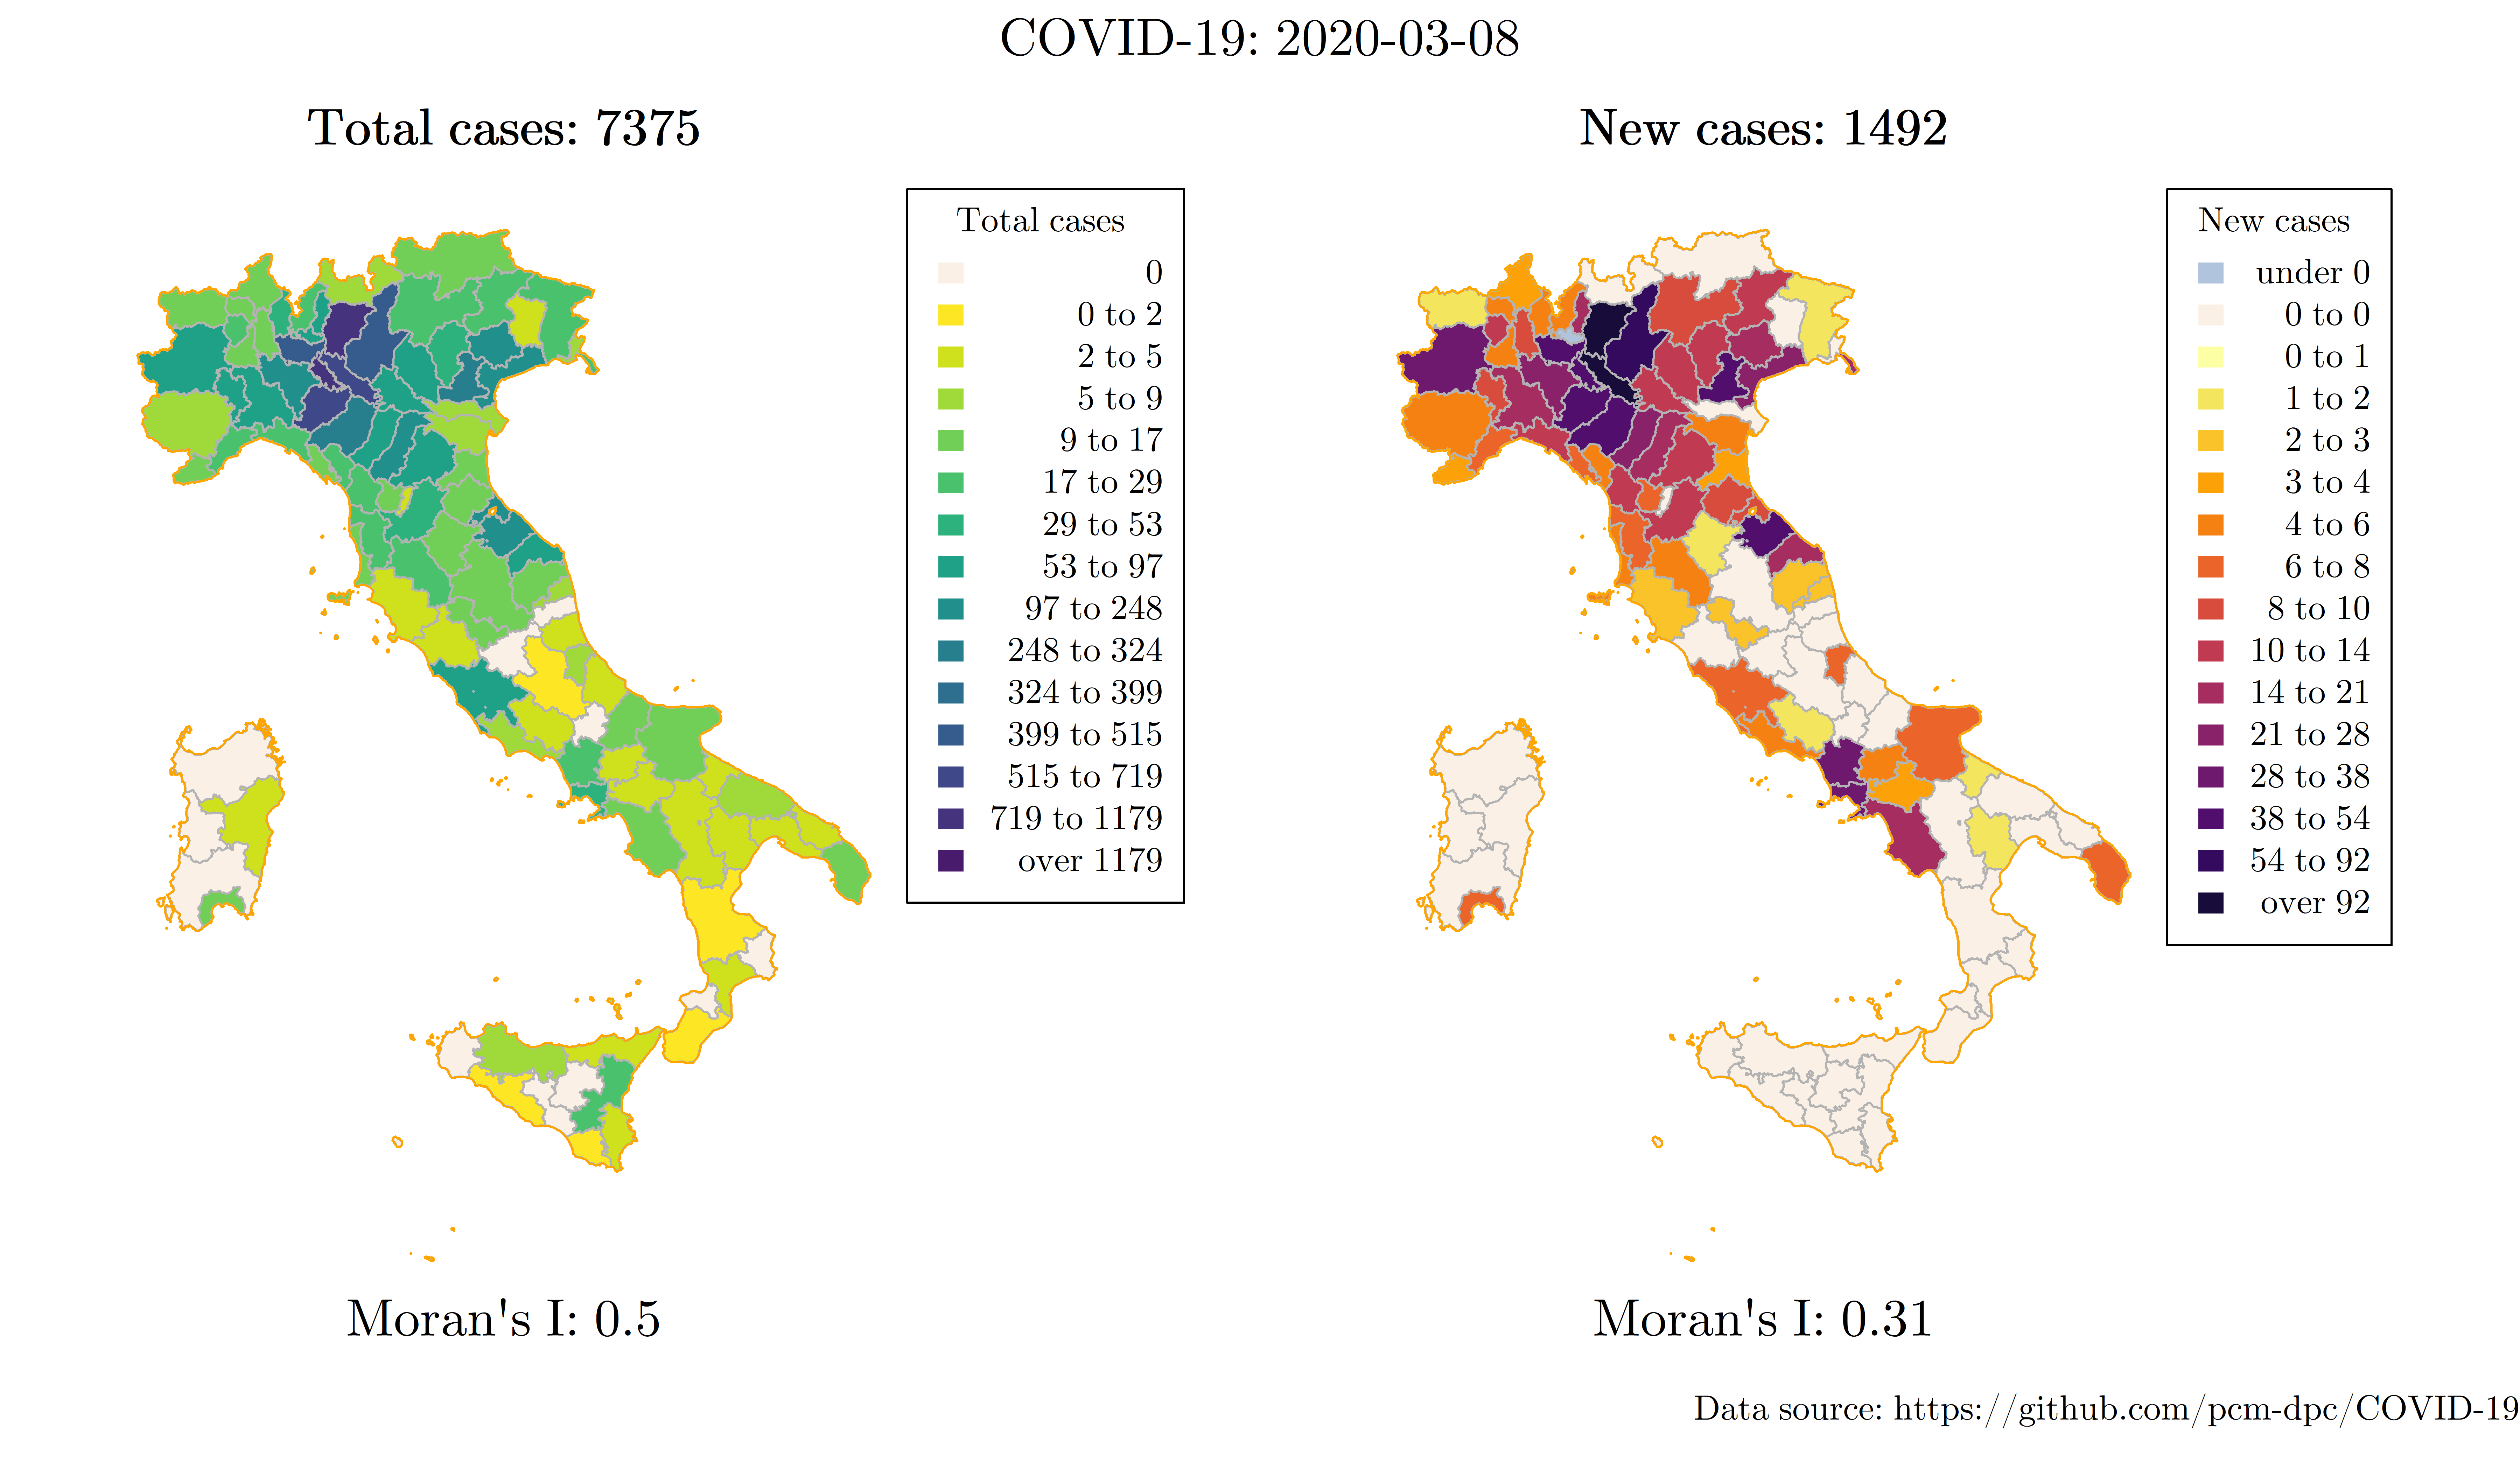 COVID-19: 2020-03-08
Total cases: 7375
Total cases
0
0 to 2
2 to 5
5 to 9
9 to 17
17 to 29
29 to 53
53 to 97
97 to 248
248 to 324
324 to 399
399 to 515
515 to 719
719 to 1179
over 1179
Moran's I: 0.5
New cases: 1492
New cases
under 0
0 to 0
0 to 1
1 to 2
2 to 3
3 to 4
4 to 6
6 to 8
8 to 10
10 to 14
14 to 21
21 to 28
28 to 38
38 to 54
54 to 92
over 92
Moran's I: 0.31
Data source: https://github.com/pcm-dpc/COVID-19